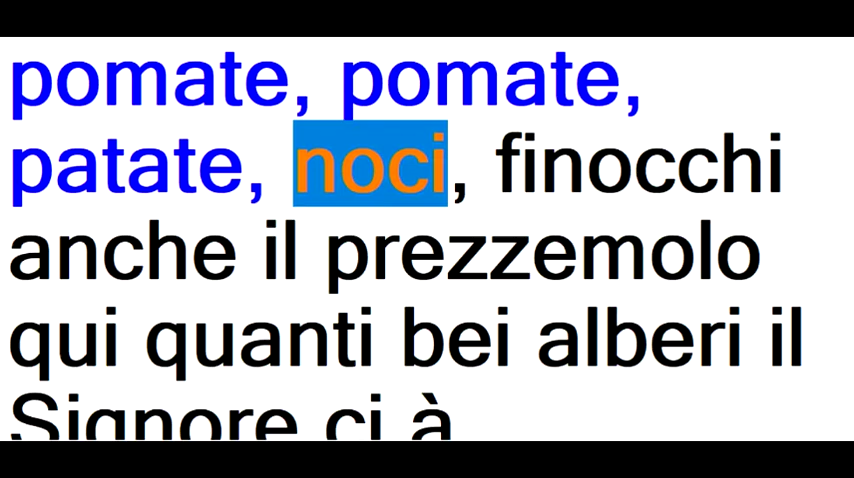 pomate, pomate,
patate, noci, finocchi
anche il prezzemolo
qui quanti bei alberi il
Signore ci à